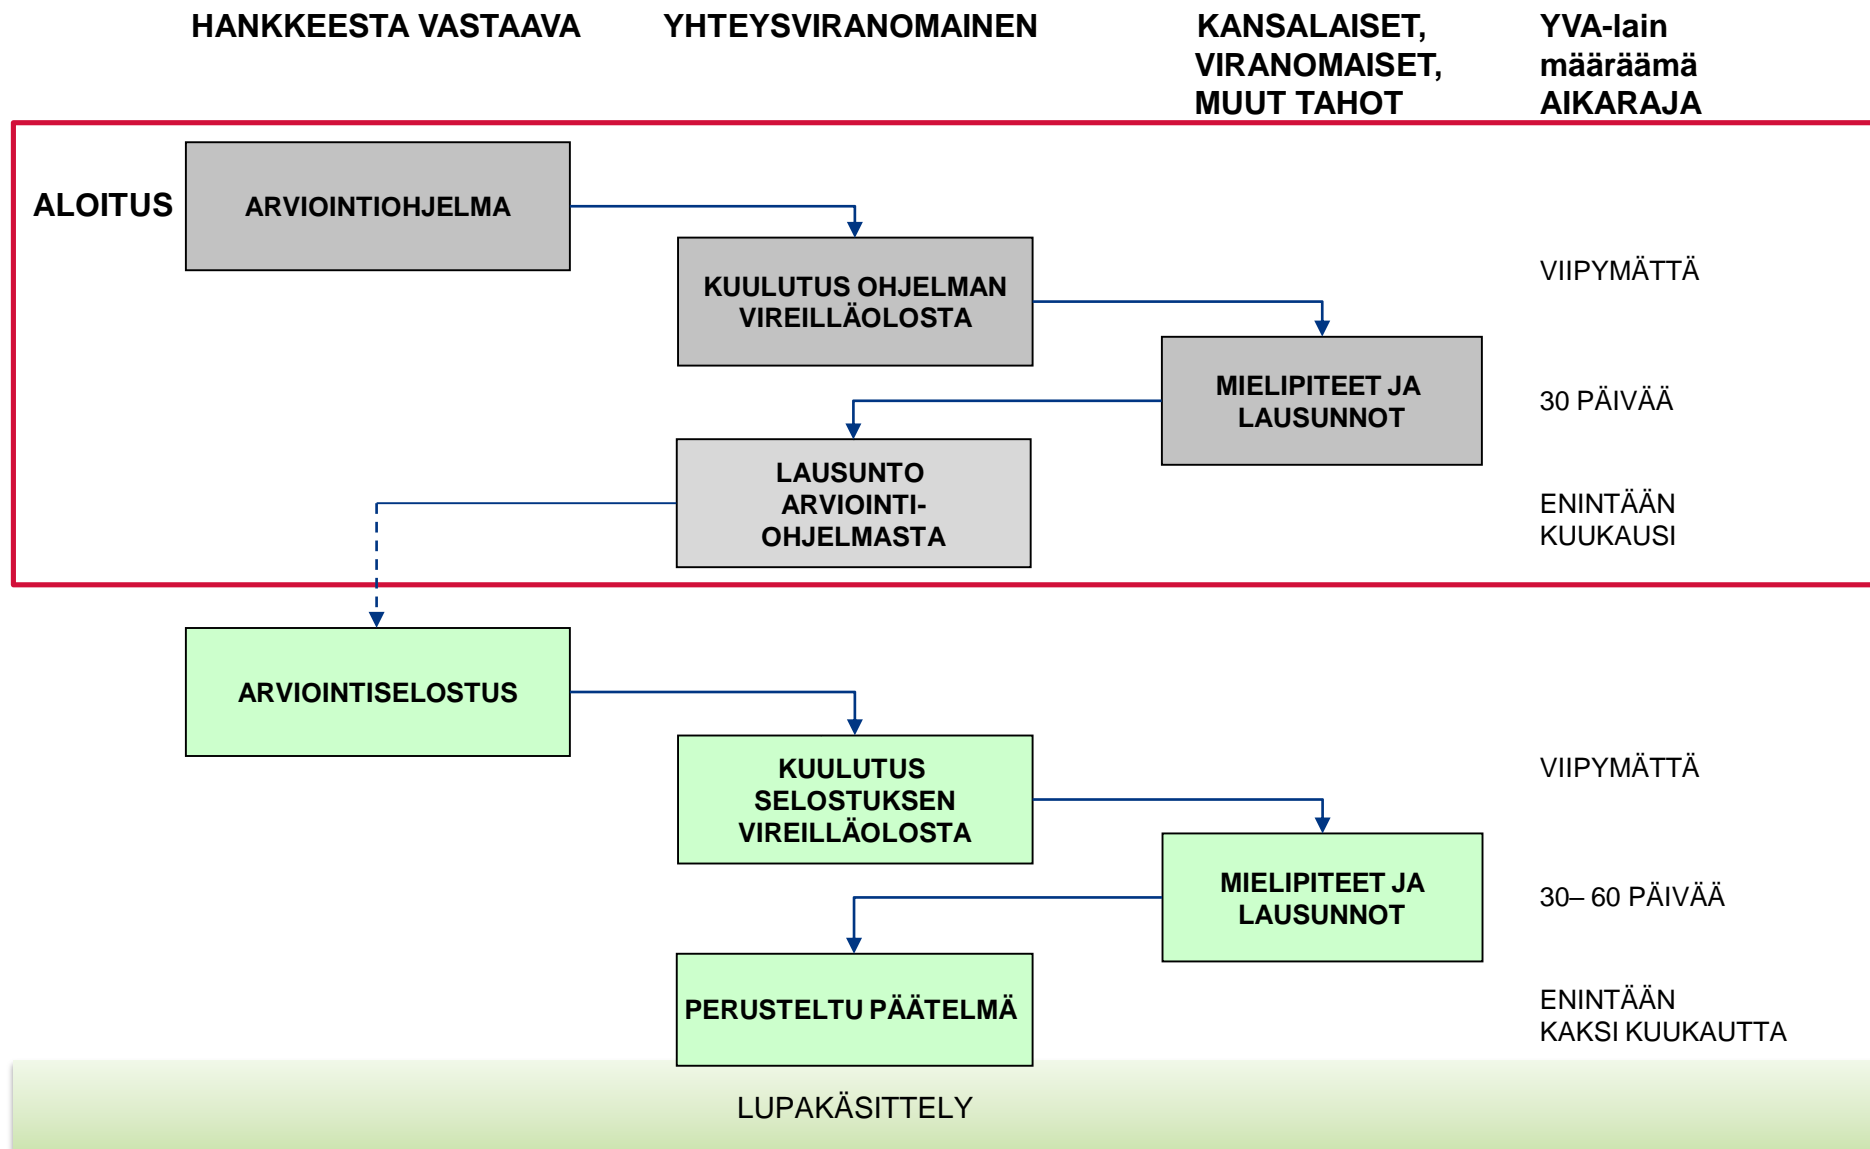 HANKKEESTA VASTAAVA
YHTEYSVIRANOMAINEN
KANSALAISET,
VIRANOMAISET,
MUUT TAHOT
YVA-lain
määräämä
AIKARAJA
ALOITUS
ARVIOINTIOHJELMA
KUULUTUS OHJELMAN
VIREILLÄOLOSTA
VIIPYMÄTTÄ
MIELIPITEET JA
LAUSUNNOT
30 PÄIVÄÄ
LAUSUNTO
ARVIOINTI-
OHJELMASTA
ENINTÄÄN
KUUKAUSI
ARVIOINTISELOSTUS
KUULUTUS
SELOSTUKSEN
VIREILLÄOLOSTA
VIIPYMÄTTÄ
MIELIPITEET JA
LAUSUNNOT
30– 60 PÄIVÄÄ
PERUSTELTU PÄÄTELMÄ
ENINTÄÄN
KAKSI KUUKAUTTA
LUPAKÄSITTELY